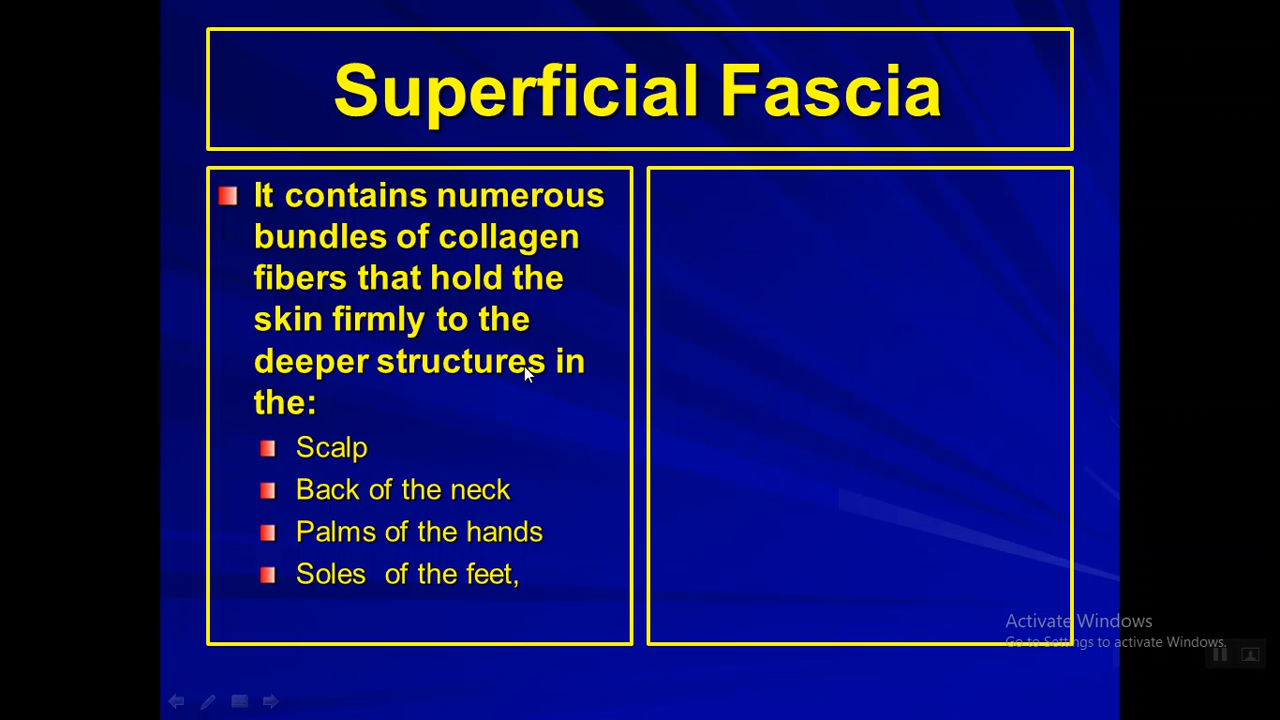 Superficial Fascia
It contains numerous
bundles of collagen
fibers that hold the
skin firmly to the
deeper structures in
the:
Scalp
Back of the neck
Palms of the hands
Soles  of the feet,
Activate Windows
Go to Settings to activate Windows.